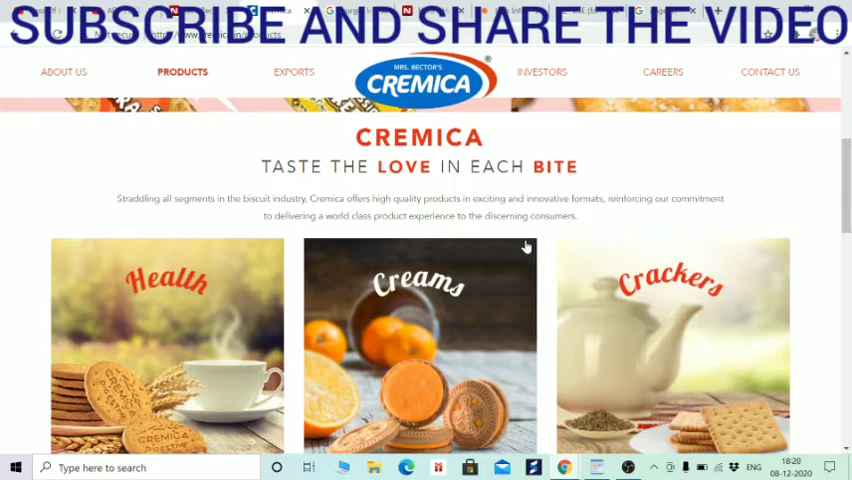 SUBSCRIBE AND SHARE THE VIDEO
ABOUT US
PRODUCTS
EXPORTS
MRS. BECTOR'S
CREMICA
®
INVESTORS
CAREERS
CONTACT US
CREMICA
TASTE THE LOVE IN EACH BITE
Straddling all segments in the biscuit industry, Cremica offers high quality products in exciting and innovative formats, reinforcing our commitment
to delivering a world class product experience to the discerning consumers.
Health
Creams
Crackers
CREMICA
DIGESTIVE
CREMICA
Type here to search
ENG
18:20
08-12-2020